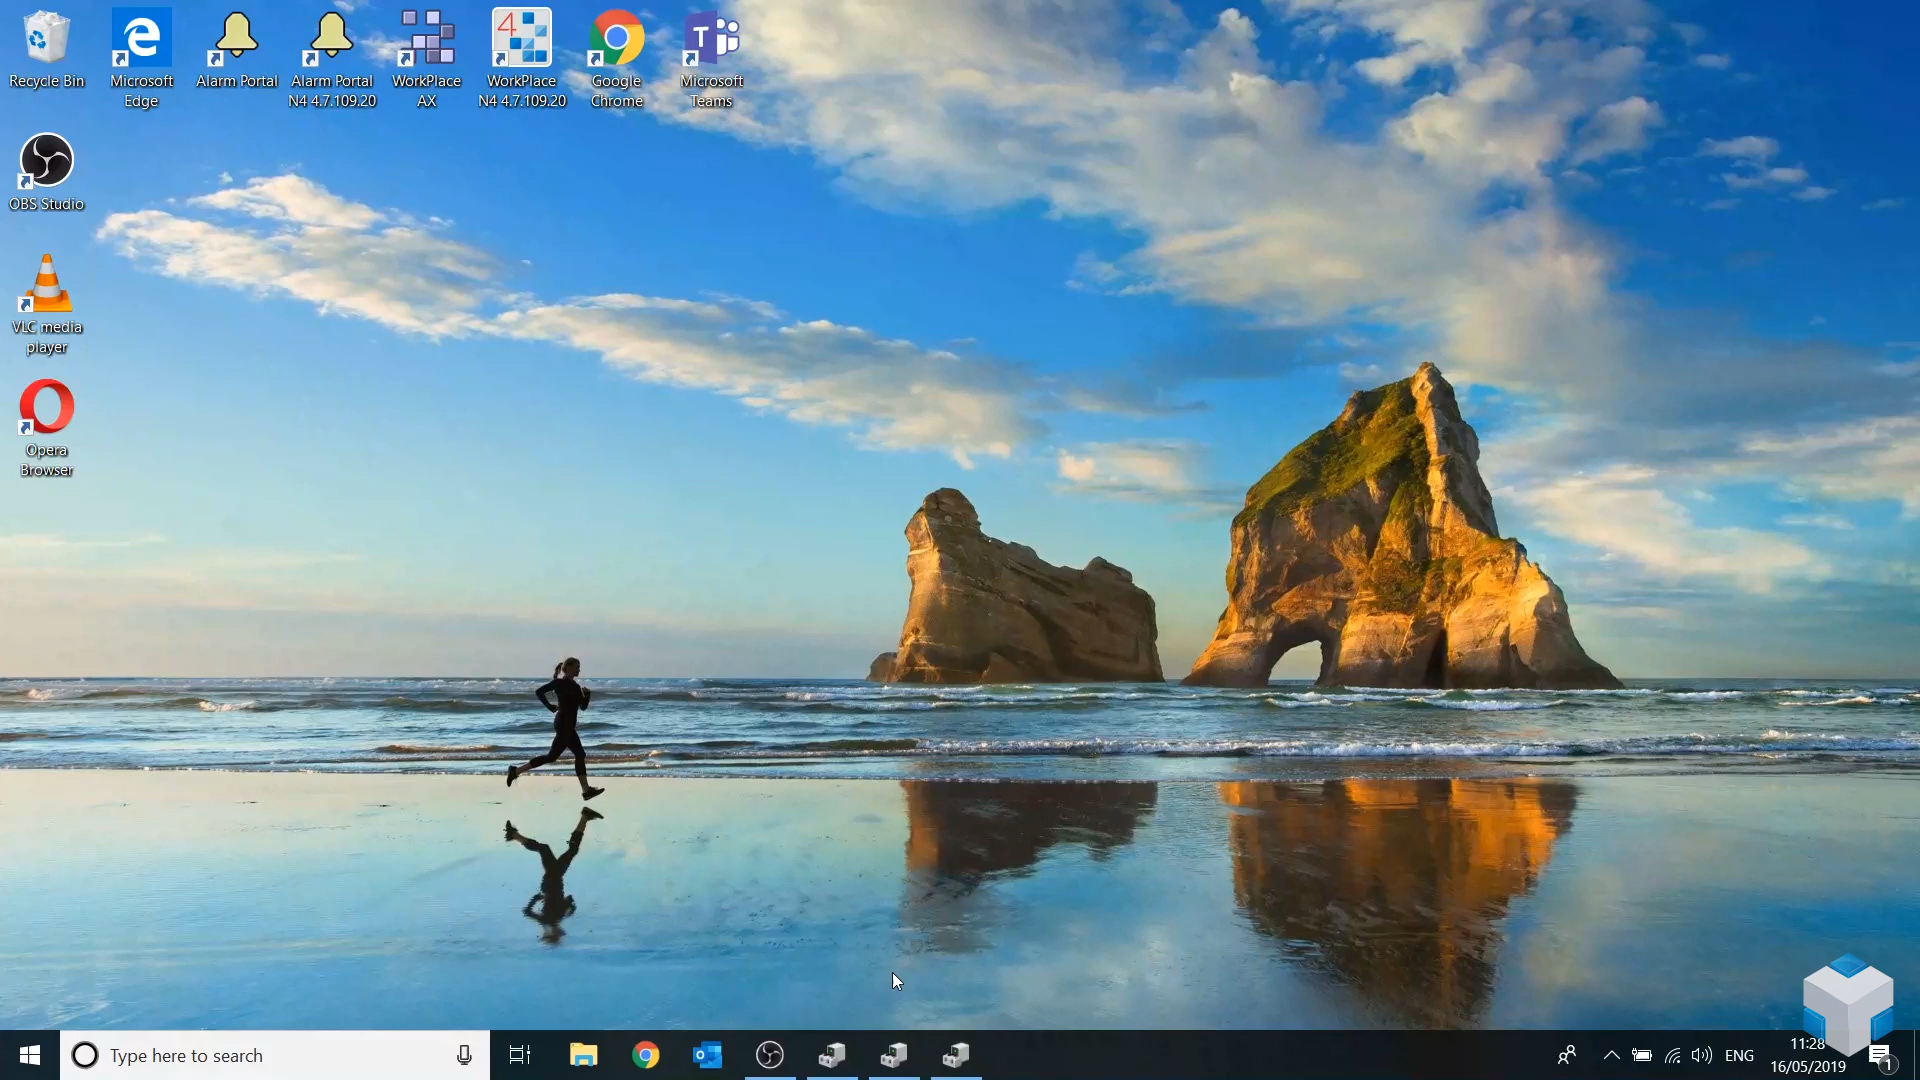 Recycle Bin
Microsoft
Edge
Alarm Portal
Alarm Portal
N4 4.7.109.20
WorkPlace
AX
4
WorkPlace
N4 4.7.109.20
Google
Chrome
T
Microsoft
Teams
OBS Studio
VLC media
player
Opera
Browser
Type here to search
ENG
11:28
16/05/2019
1